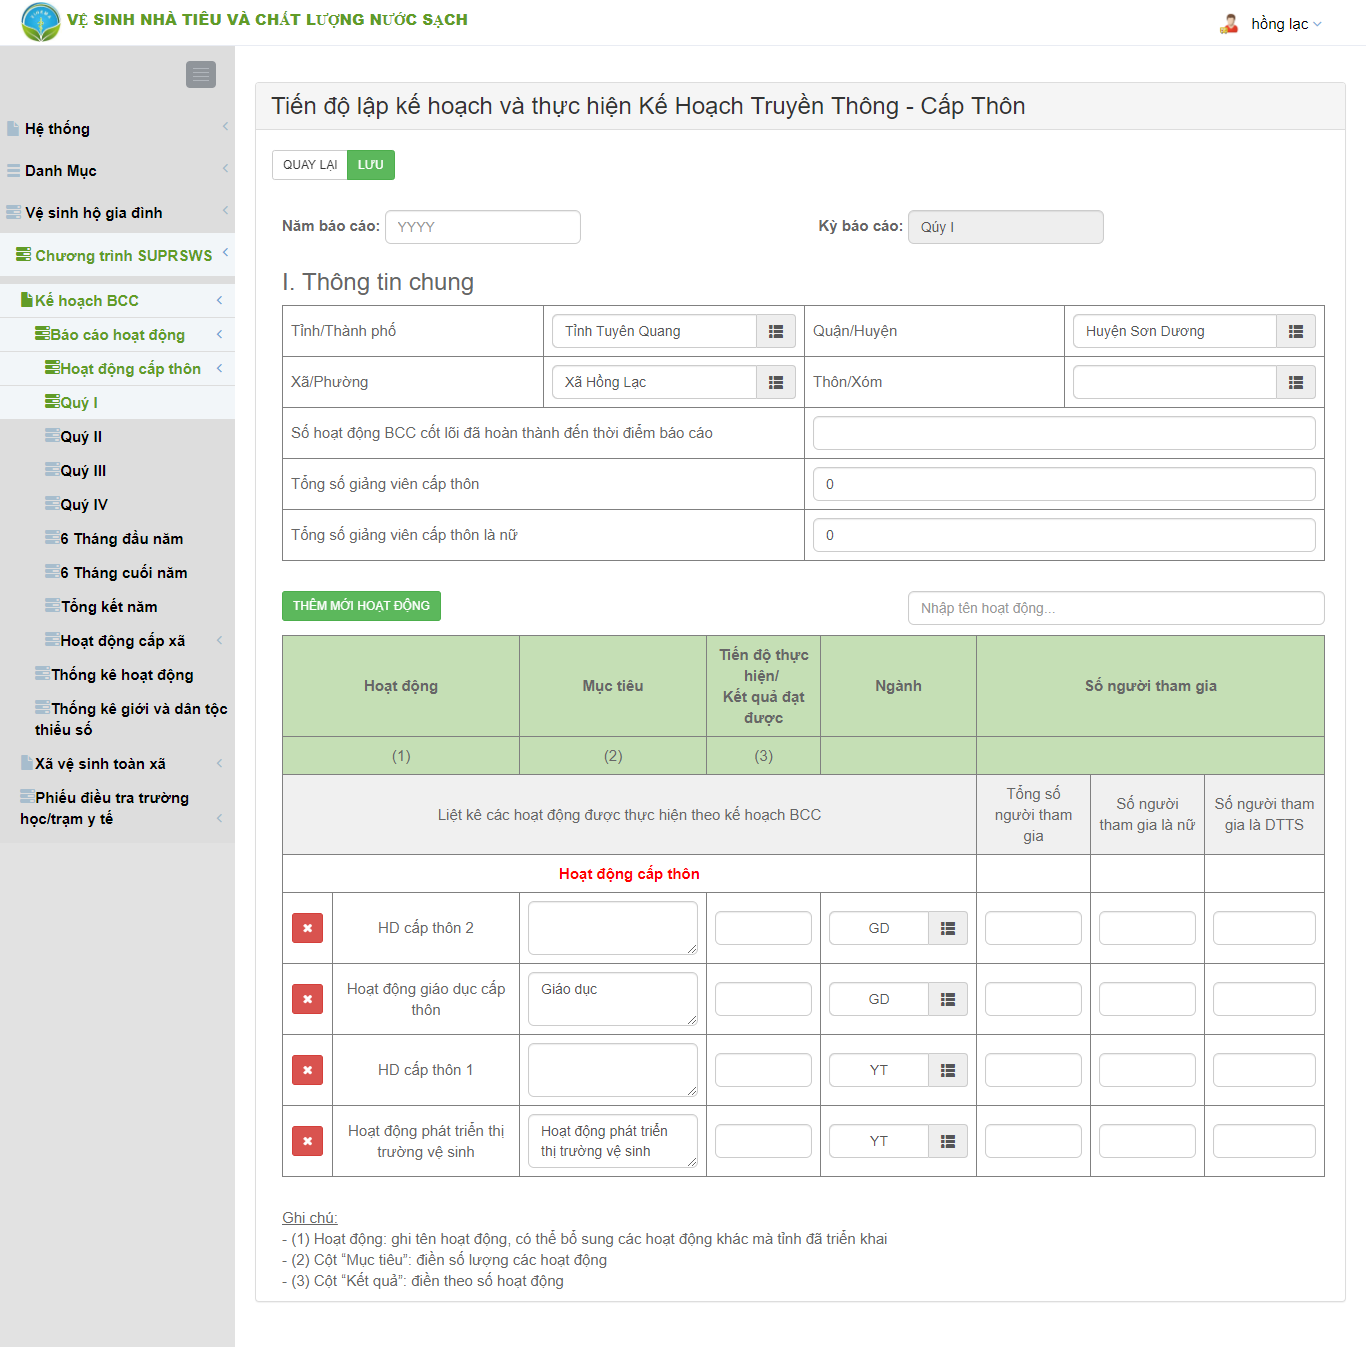 VỆ SINH NHÀ TIÊU VÀ CHẤT LƯỢNG NƯỚC SẠCH
hồng lạc
Hệ thống
Danh Mục
Vệ sinh hộ gia đình
Chương trình SUPRSWS
Kế hoạch BCC
Báo cáo hoạt động
Hoạt động cấp thôn
Quý I
Quý II
Quý III
Quý IV
6 Tháng đầu năm
6 Tháng cuối năm
Tổng kết năm
Hoạt động cấp xã
Thống kê hoạt động
Thống kê giới và dân tộc
thiểu số
Xã vệ sinh toàn xã
Phiếu điều tra trường
học/trạm y tế
Tiến độ lập kế hoạch và thực hiện Kế Hoạch Truyền Thông - Cấp Thôn
QUAY LẠI LƯU
Năm báo cáo: YYYY Kỳ báo cáo: Qúy I
I. Thông tin chung
Tỉnh/Thành phố Tỉnh Tuyên Quang Quận/Huyện Huyện Sơn Dương
Xã/Phường Xã Hồng Lạc Thôn/Xóm
Số hoạt động BCC cốt lõi đã hoàn thành đến thời điểm báo cáo
Tổng số giảng viên cấp thôn 0
Tổng số giảng viên cấp thôn là nữ 0
THÊM MỚI HOẠT ĐỘNG Nhập tên hoạt động...
Hoạt động Mục tiêu Tiến độ thực
hiện/
Kết quả đạt
được Ngành Số người tham gia
(1) (2) (3)
Liệt kê các hoạt động được thực hiện theo kế hoạch BCC
Tổng số
người tham
gia
Số người
tham gia là nữ
Số người tham
gia là DTTS
Hoạt động cấp thôn
HD cấp thôn 2 GD
Hoạt động giáo dục cấp
thôn
Giáo dục GD
HD cấp thôn 1 YT
Hoạt động phát triển thị
trường vệ sinh
Hoạt động phát triển
thị trường vệ sinh
YT
Ghi chú:
- (1) Hoạt động: ghi tên hoạt động, có thể bổ sung các hoạt động khác mà tỉnh đã triển khai
- (2) Cột “Mục tiêu”: điền số lượng các hoạt động
- (3) Cột “Kết quả”: điền theo số hoạt động